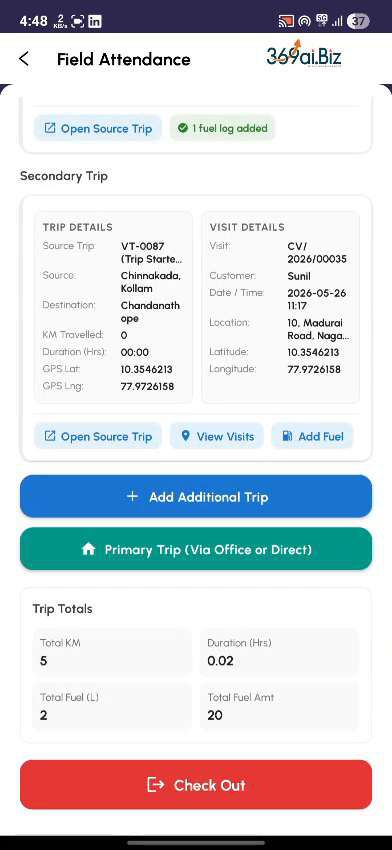 4:48 2 KB/s 5G 37
Field Attendance
369ai.Biz
Open Source Trip
1 fuel log added
Secondary Trip
TRIP DETAILS
Source Trip: VT-0087 (Trip Starte...
Source: Chinnakada, Kollam
Destination: Chandanath ope
KM Travelled: 0
Duration (Hrs): 00:00
GPS Lat: 10.3546213
GPS Lng: 77.9726158
VISIT DETAILS
Visit: CV/ 2026/00035
Customer: Sunil
Date / Time: 2026-05-26 11:17
Location: 10, Madurai Road, Naga...
Latitude: 10.3546213
Longitude: 77.9726158
Open Source Trip
View Visits
Add Fuel
+ Add Additional Trip
Primary Trip (Via Office or Direct)
Trip Totals
Total KM
5
Duration (Hrs)
0.02
Total Fuel (L)
2
Total Fuel Amt
20
Check Out